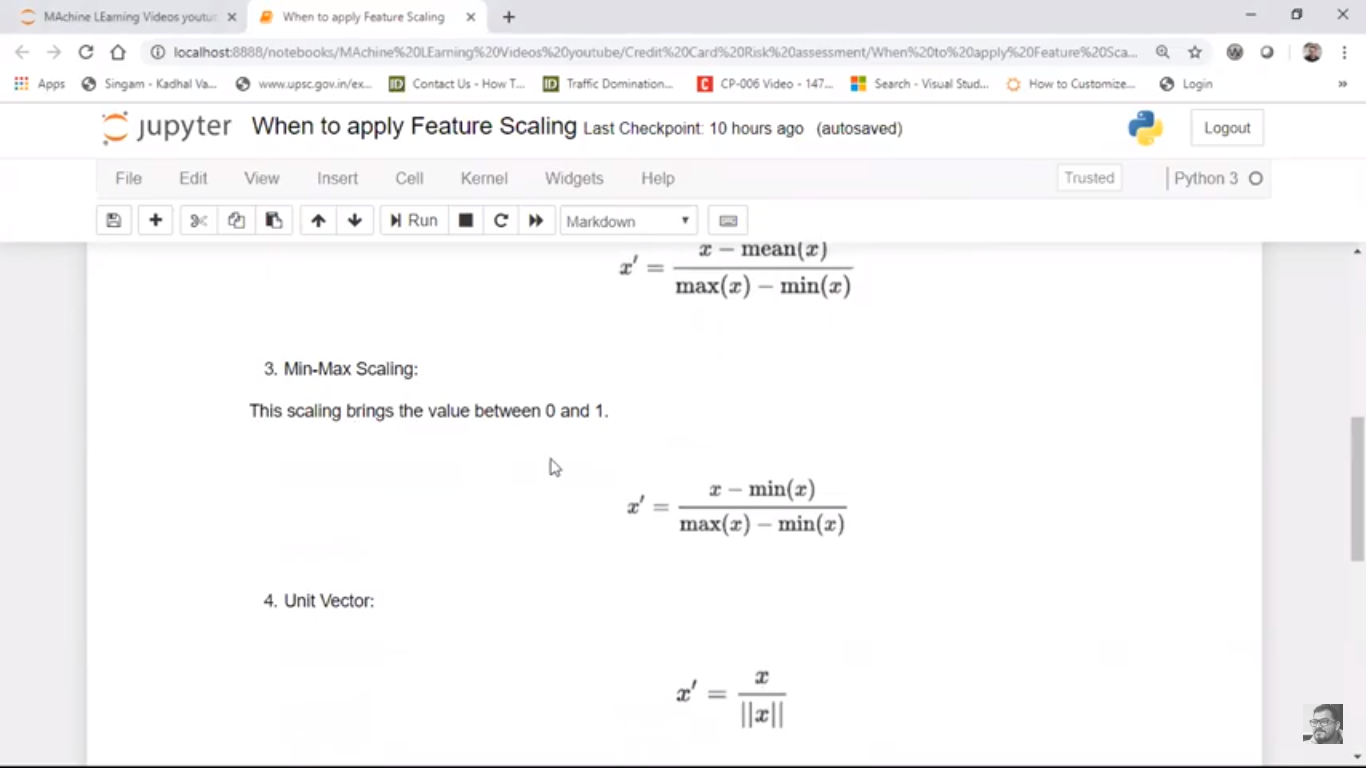 MAchine LEarning Videos youtu
When to apply Feature Scaling
localhost:8888/notebooks/MAchine%20LEarning%20Videos%20youtube/Credit%20Card%20Risk%20assessment/When%20to%20apply%20Feature%20Sca...
Apps Singam - Kadhal Va... www.upsc.gov.in/ex... ID Contact Us - How T... ID Traffic Domination... C CP-006 Video - 147... Search - Visual Stud... How to Customize... Login »
jupyter When to apply Feature Scaling Last Checkpoint: 10 hours ago (autosaved) Logout
File Edit View Insert Cell Kernel Widgets Help Trusted Python 3
Run Markdown
x′ = (x − mean(x)) / (max(x) − min(x))
3. Min-Max Scaling:
This scaling brings the value between 0 and 1.
x′ = (x − min(x)) / (max(x) − min(x))
4. Unit Vector:
x′ = x / ||x||